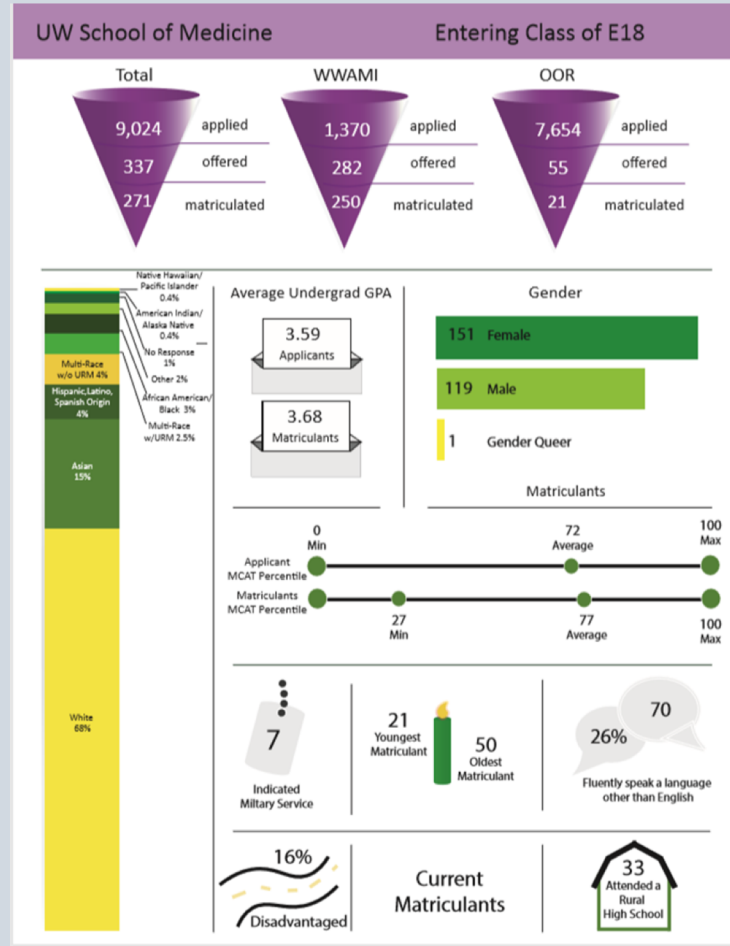 UW School of Medicine
Entering Class of E18
Total
9,024 applied
337 offered
271 matriculated
WWAMI
1,370 applied
282 offered
250 matriculated
OOR
7,654 applied
55 offered
21 matriculated
Native Hawaiian/
Pacific Islander
0.4%
American Indian/
Alaska Native
0.4%
No Response
1%
Other 2%
African American/
Black 3%
Multi-Race
w/URM 2.5%
Multi-Race
w/o URM 4%
Hispanic,Latino,
Spanish Origin
4%
Asian
15%
White
68%
Average Undergrad GPA
3.59
Applicants
3.68
Matriculants
Gender
151 Female
119 Male
1 Gender Queer
Matriculants
0
Min
72
Average
100
Max
Applicant
MCAT Percentile
Matriculants
MCAT Percentile
27
Min
77
Average
100
Max
7
Indicated
Miltary Service
21
Youngest
Matriculant
50
Oldest
Matriculant
26%
70
Fluently speak a language
other than English
16%
Disadvantaged
Current
Matriculants
33
Attended a
Rural
High School